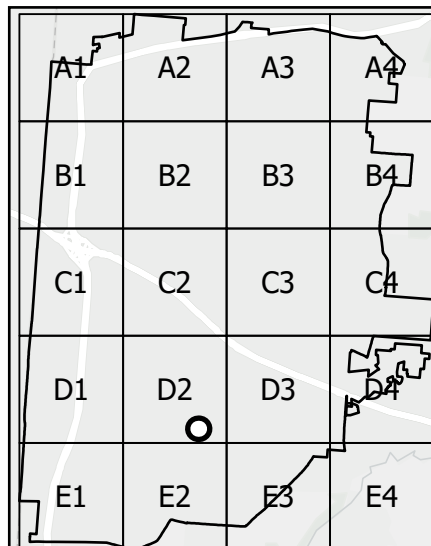 A1 A2 A3 A4
B1 B2 B3 B4
C1 C2 C3 C4
D1 D2 D3 D4
E1 E2 E3 E4